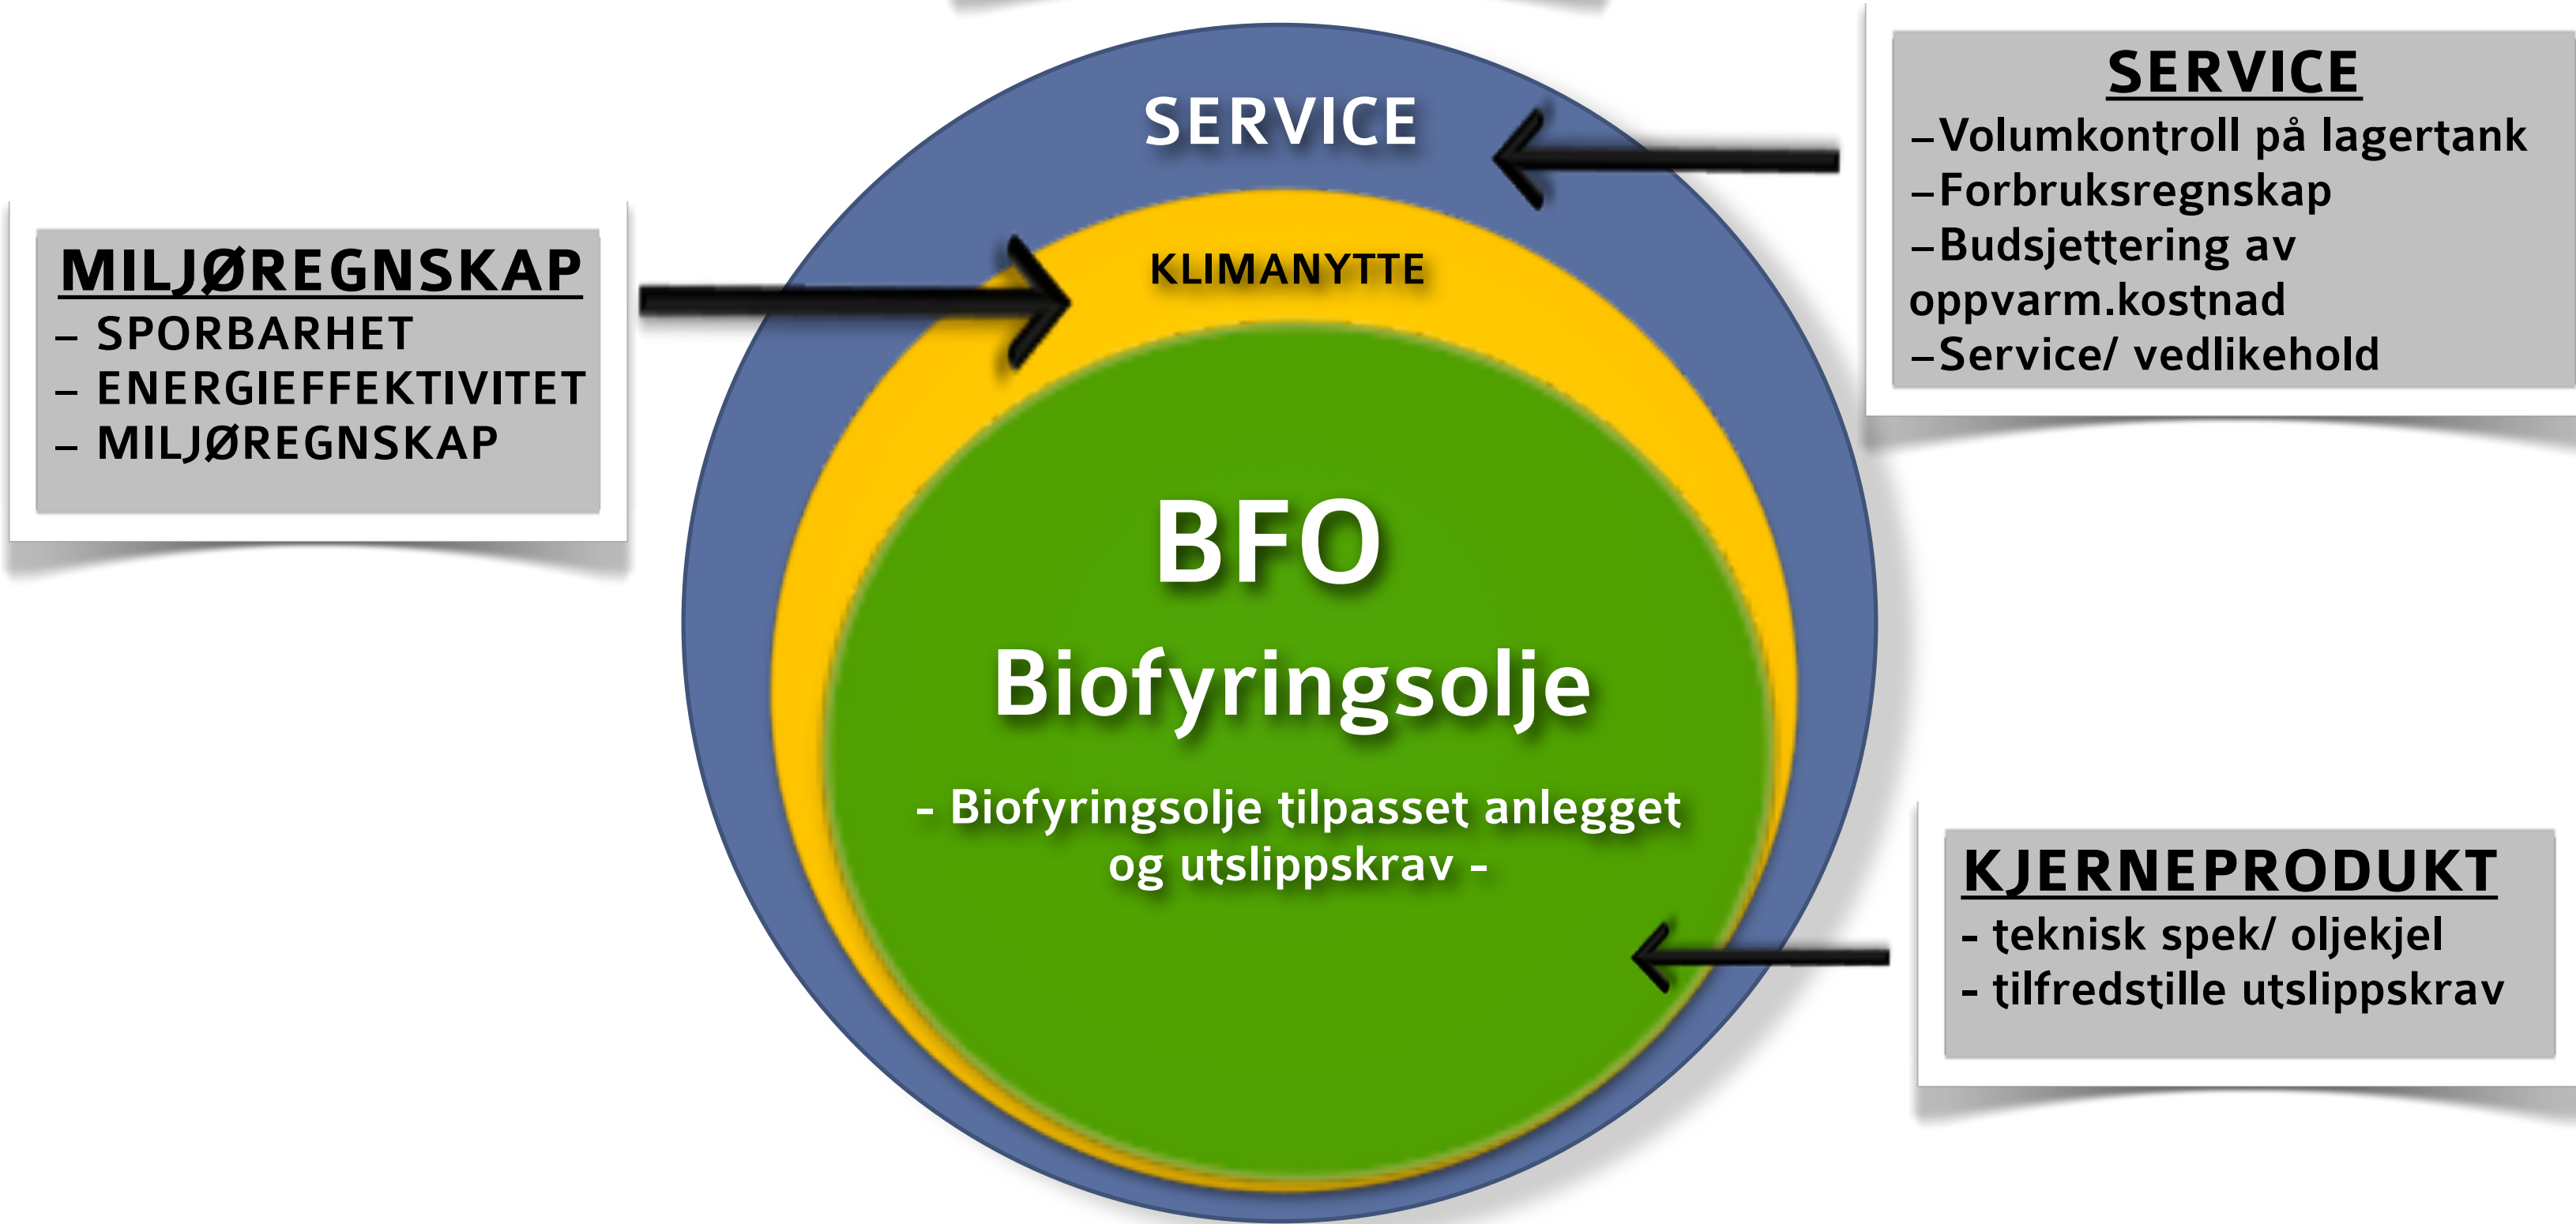 SERVICE
KLIMANYTTE
BFO
Biofyringsolje
- Biofyringsolje tilpasset anlegget
og utslippskrav -
MILJØREGNSKAP
– SPORBARHET
– ENERGIEFFEKTIVITET
– MILJØREGNSKAP
SERVICE
–Volumkontroll på lagertank
–Forbruksregnskap
–Budsjettering av
oppvarm.kostnad
–Service/ vedlikehold
KJERNEPRODUKT
- teknisk spek/ oljekjel
- tilfredstille utslippskrav